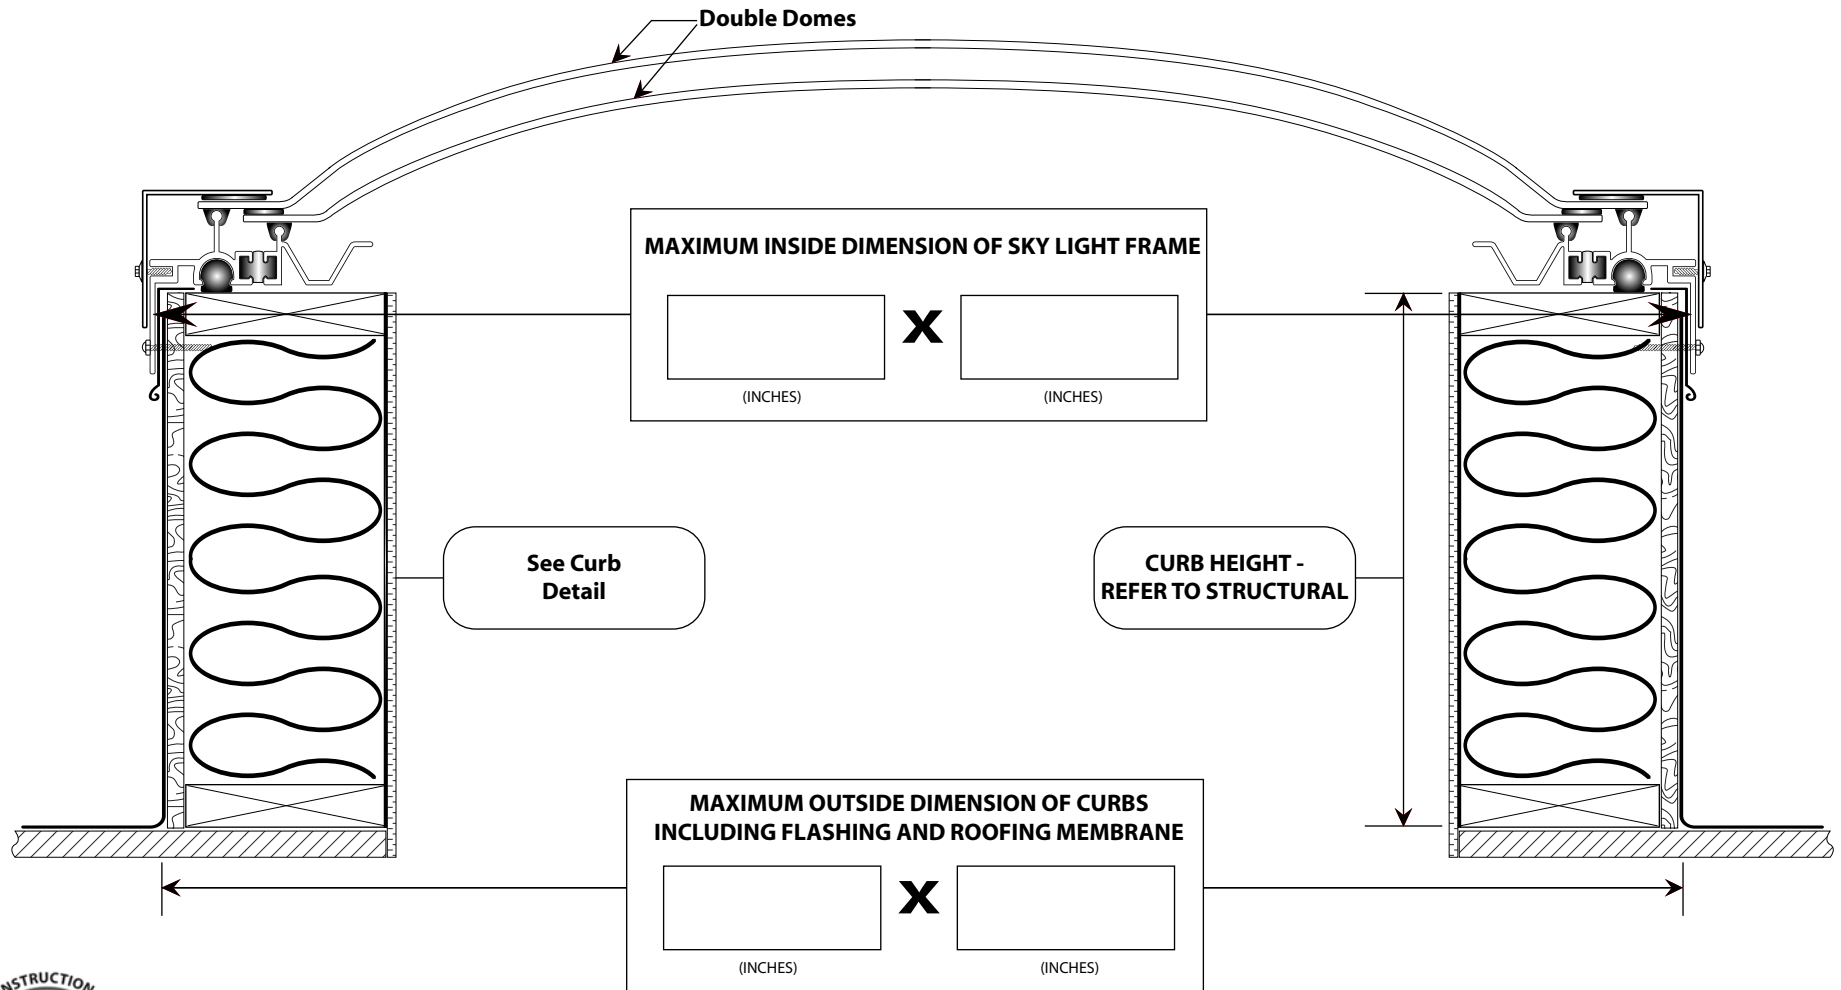 Double Domes
MAXIMUM INSIDE DIMENSION OF SKY LIGHT FRAME
X
(INCHES) (INCHES)
See Curb
Detail
CURB HEIGHT -
REFER TO STRUCTURAL
MAXIMUM OUTSIDE DIMENSION OF CURBS
INCLUDING FLASHING AND ROOFING MEMBRANE
X
(INCHES) (INCHES)
NSTRUCTION